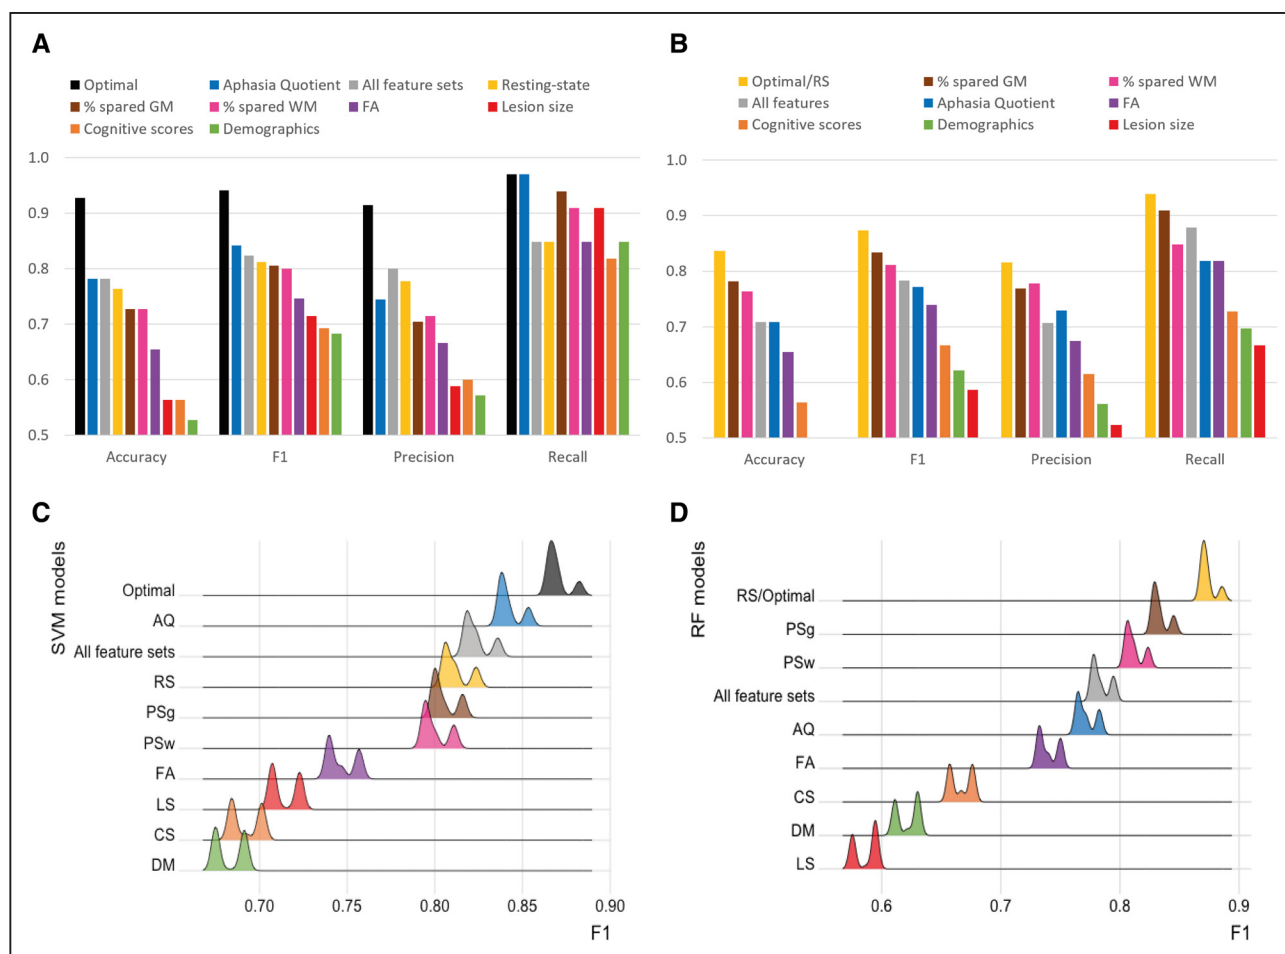 A
Optimal Aphasia Quotient All feature sets Resting-state
% spared GM % spared WM FA Lesion size
Cognitive scores Demographics
1.0
0.9
0.8
0.7
0.6
0.5
Accuracy F1 Precision Recall
B
Optimal/RS % spared GM % spared WM
All features Aphasia Quotient FA
Cognitive scores Demographics Lesion size
1.0
0.9
0.8
0.7
0.6
0.5
Accuracy F1 Precision Recall
C
SVM models
Optimal
AQ
All feature sets
RS
PSg
PSw
FA
LS
CS
DM
0.70 0.75 0.80 0.85 0.90
F1
D
RF models
RS/Optimal
PSg
PSw
All feature sets
AQ
FA
CS
DM
LS
0.6 0.7 0.8 0.9
F1